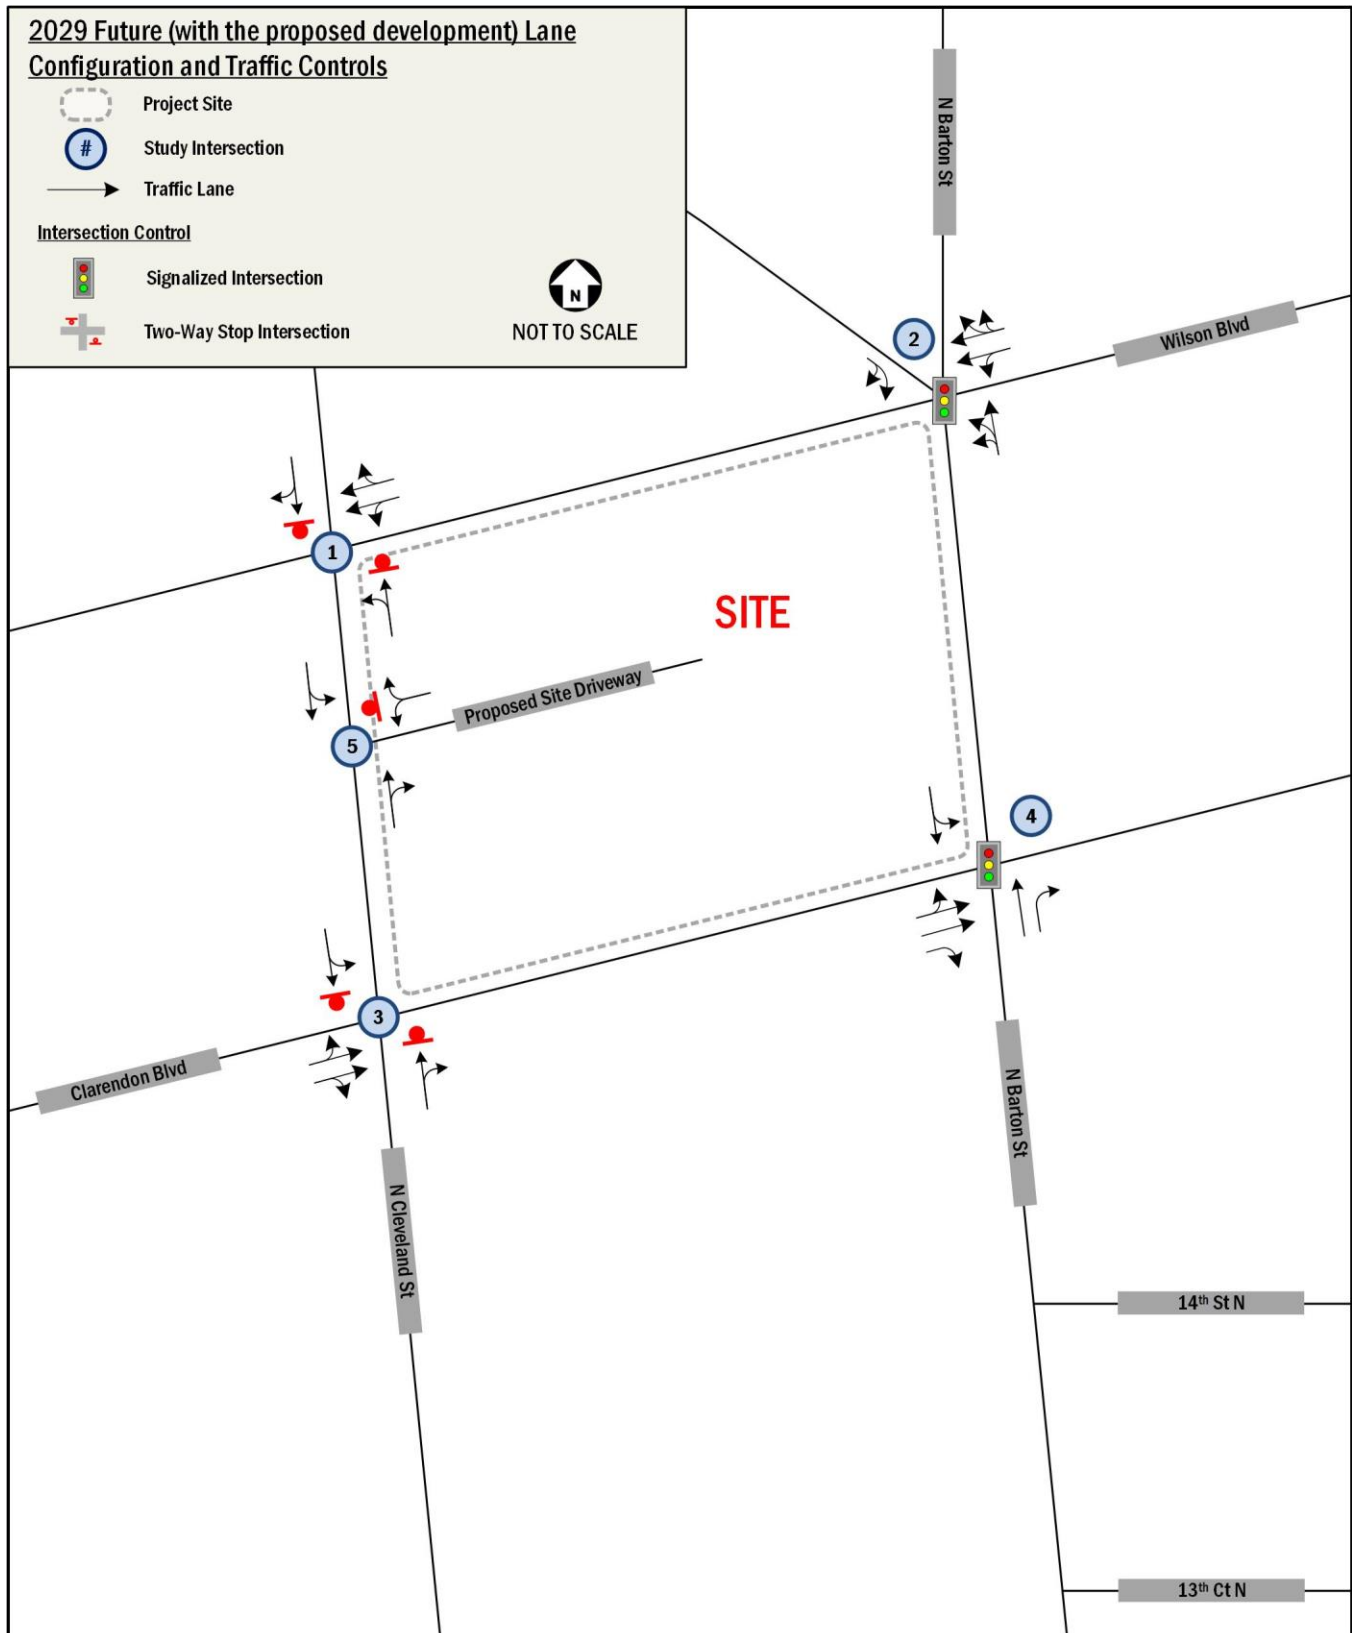 2029 Future (with the proposed development) Lane
Configuration and Traffic Controls
Project Site
#
Study Intersection
Traffic Lane
Intersection Control
Signalized Intersection
Two-Way Stop Intersection
N
NOT TO SCALE
N Barton St
2
Wilson Blvd
1
SITE
Proposed Site Driveway
5
4
3
Clarendon Blvd
N Barton St
N Cleveland St
14th St N
13th Ct N